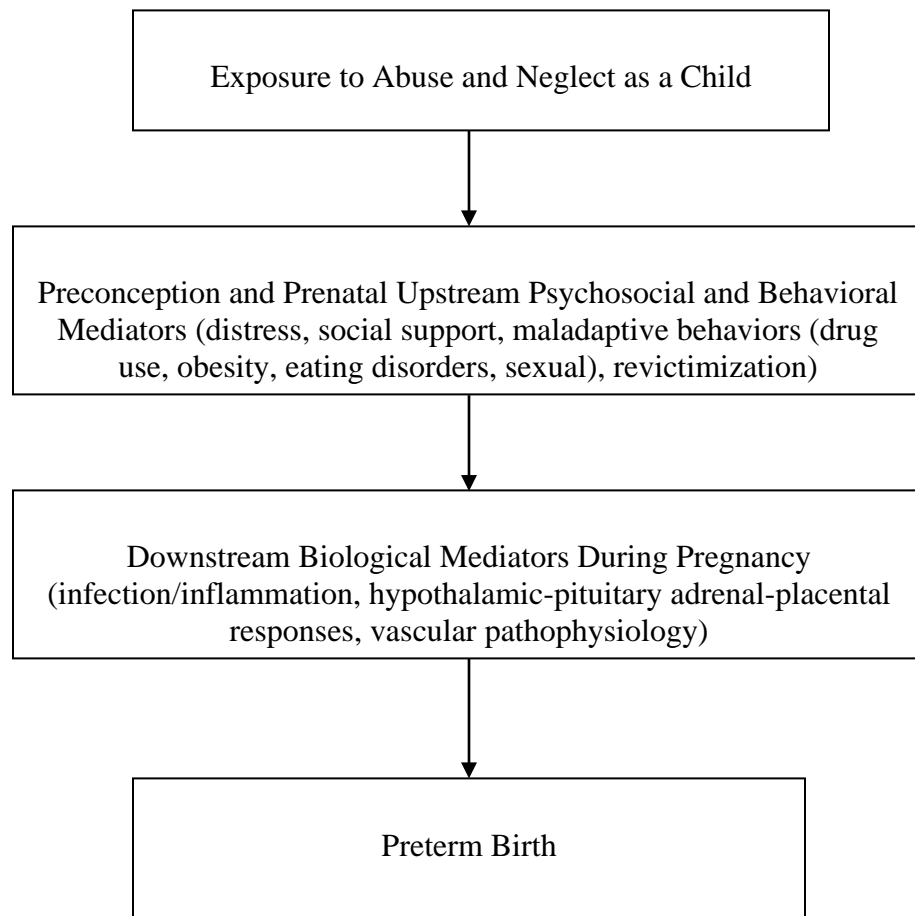 Exposure to Abuse and Neglect as a Child
Preconception and Prenatal Upstream Psychosocial and Behavioral
Mediators (distress, social support, maladaptive behaviors (drug
use, obesity, eating disorders, sexual), revictimization)
Downstream Biological Mediators During Pregnancy
(infection/inflammation, hypothalamic-pituitary adrenal-placental
responses, vascular pathophysiology)
Preterm Birth